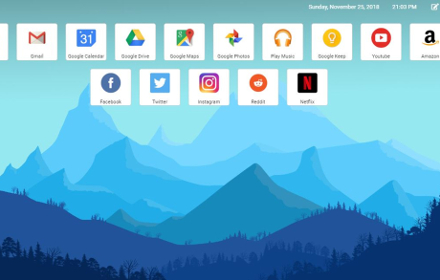 Sunday, November 25, 2018 21:03 PM
Gmail Google Calendar Google Drive Google Maps Google Photos Play Music Google Keep Youtube Amazon
31
a
Facebook Twitter Instagram Reddit Netflix
f
N